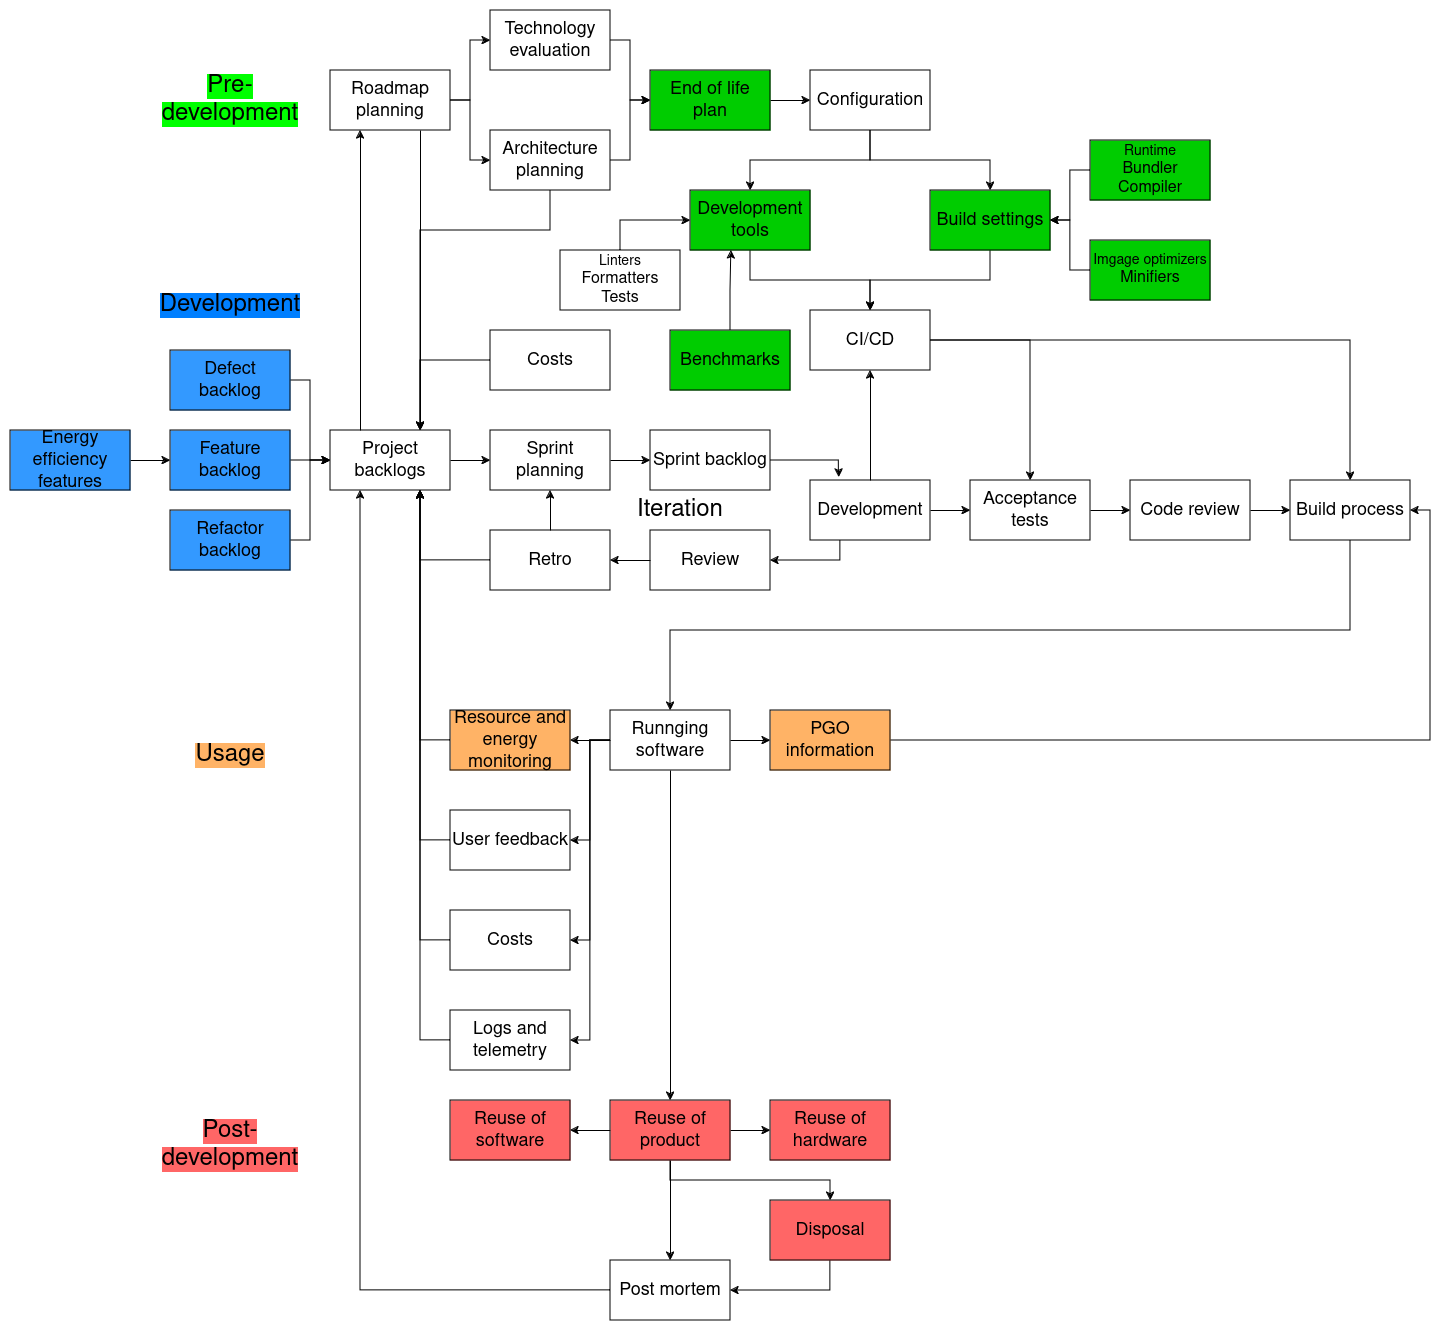 Technology
evaluation
Pre-
development
Roadmap
planning
End of life
plan
Configuration
Architecture
planning
Runtime
Bundler
Compiler
Development
tools
Build settings
Linters
Formatters
Tests
Imgage optimizers
Minifiers
Development
CI/CD
Costs
Benchmarks
Defect
backlog
Energy
efficiency
features
Feature
backlog
Project
backlogs
Sprint
planning
Sprint backlog
Iteration
Development
Acceptance
tests
Code review
Build process
Refactor
backlog
Retro
Review
Usage
Resource and
energy
monitoring
Runnging
software
PGO
information
User feedback
Costs
Logs and
telemetry
Post-
development
Reuse of
software
Reuse of
product
Reuse of
hardware
Disposal
Post mortem